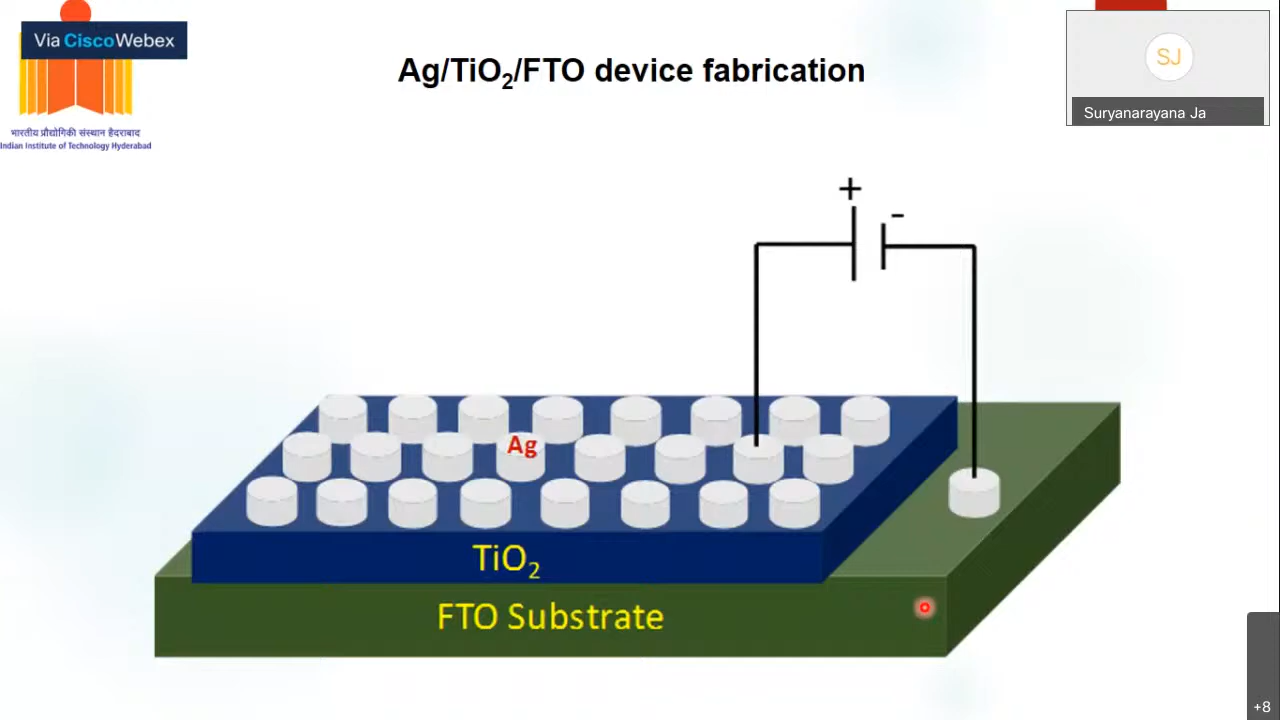 Via CiscoWebex
भारतीय प्रौद्योगिकी संस्थान हैदराबाद
Indian Institute of Technology Hyderabad
Ag/TiO₂/FTO device fabrication
SJ
Suryanarayana Ja
+
-
Ag
TiO₂
FTO Substrate
+8